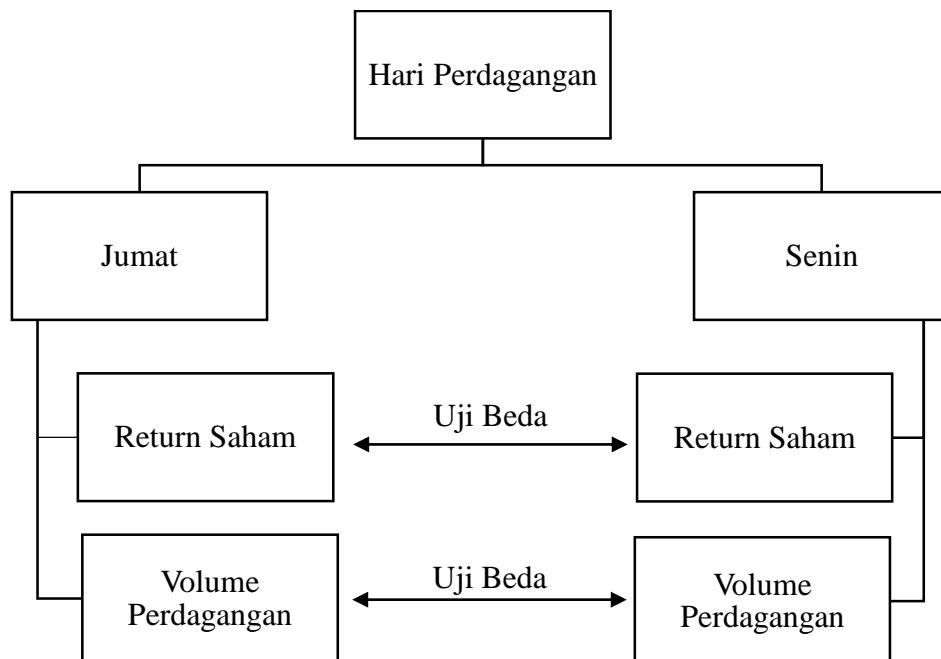 Hari Perdagangan
Jumat
Senin
Return Saham
Uji Beda
Return Saham
Volume
Perdagangan
Uji Beda
Volume
Perdagangan